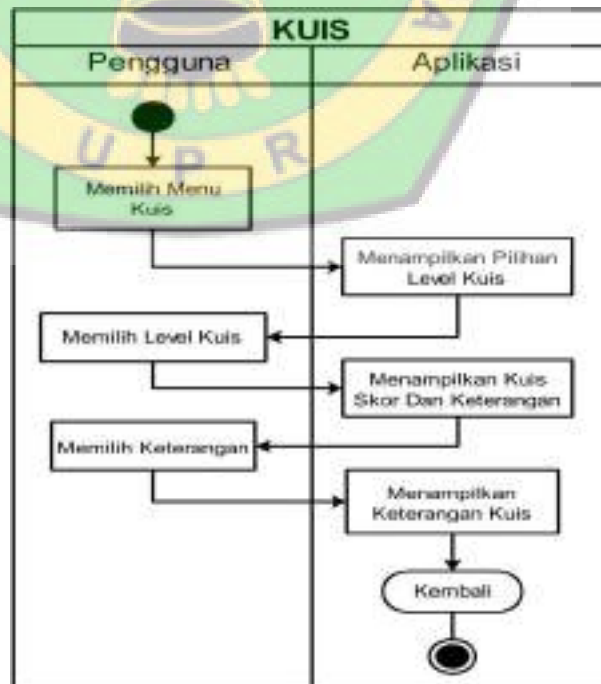 KUIS
Pengguna
Aplikasi
U P R A
Memilih Menu
Kuis
Menampilkan Pilihan
Level Kuis
Memilih Level Kuis
Menampilkan Kuis
Skor Dan Keterangan
Memilih Keterangan
Menampilkan
Keterangan Kuis
Kembali